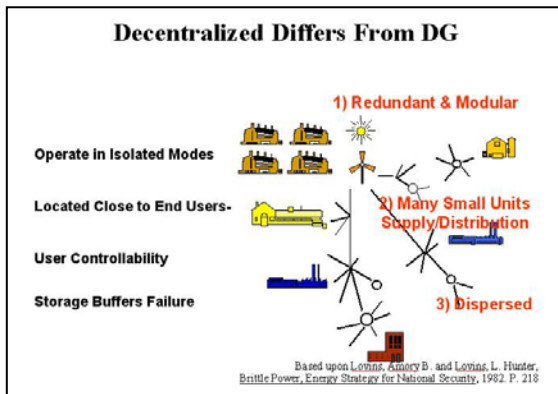 Decentralized Differs From DG
1) Redundant & Modular
Operate in Isolated Modes
Located Close to End Users-
2) Many Small Units
Supply/Distribution
User Controllability
Storage Buffers Failure
3) Dispersed
Based upon Lovins, Amory B. and Lovins, L. Hunter,
Brittle Power, Energy Strategy for National Security, 1982. P. 218